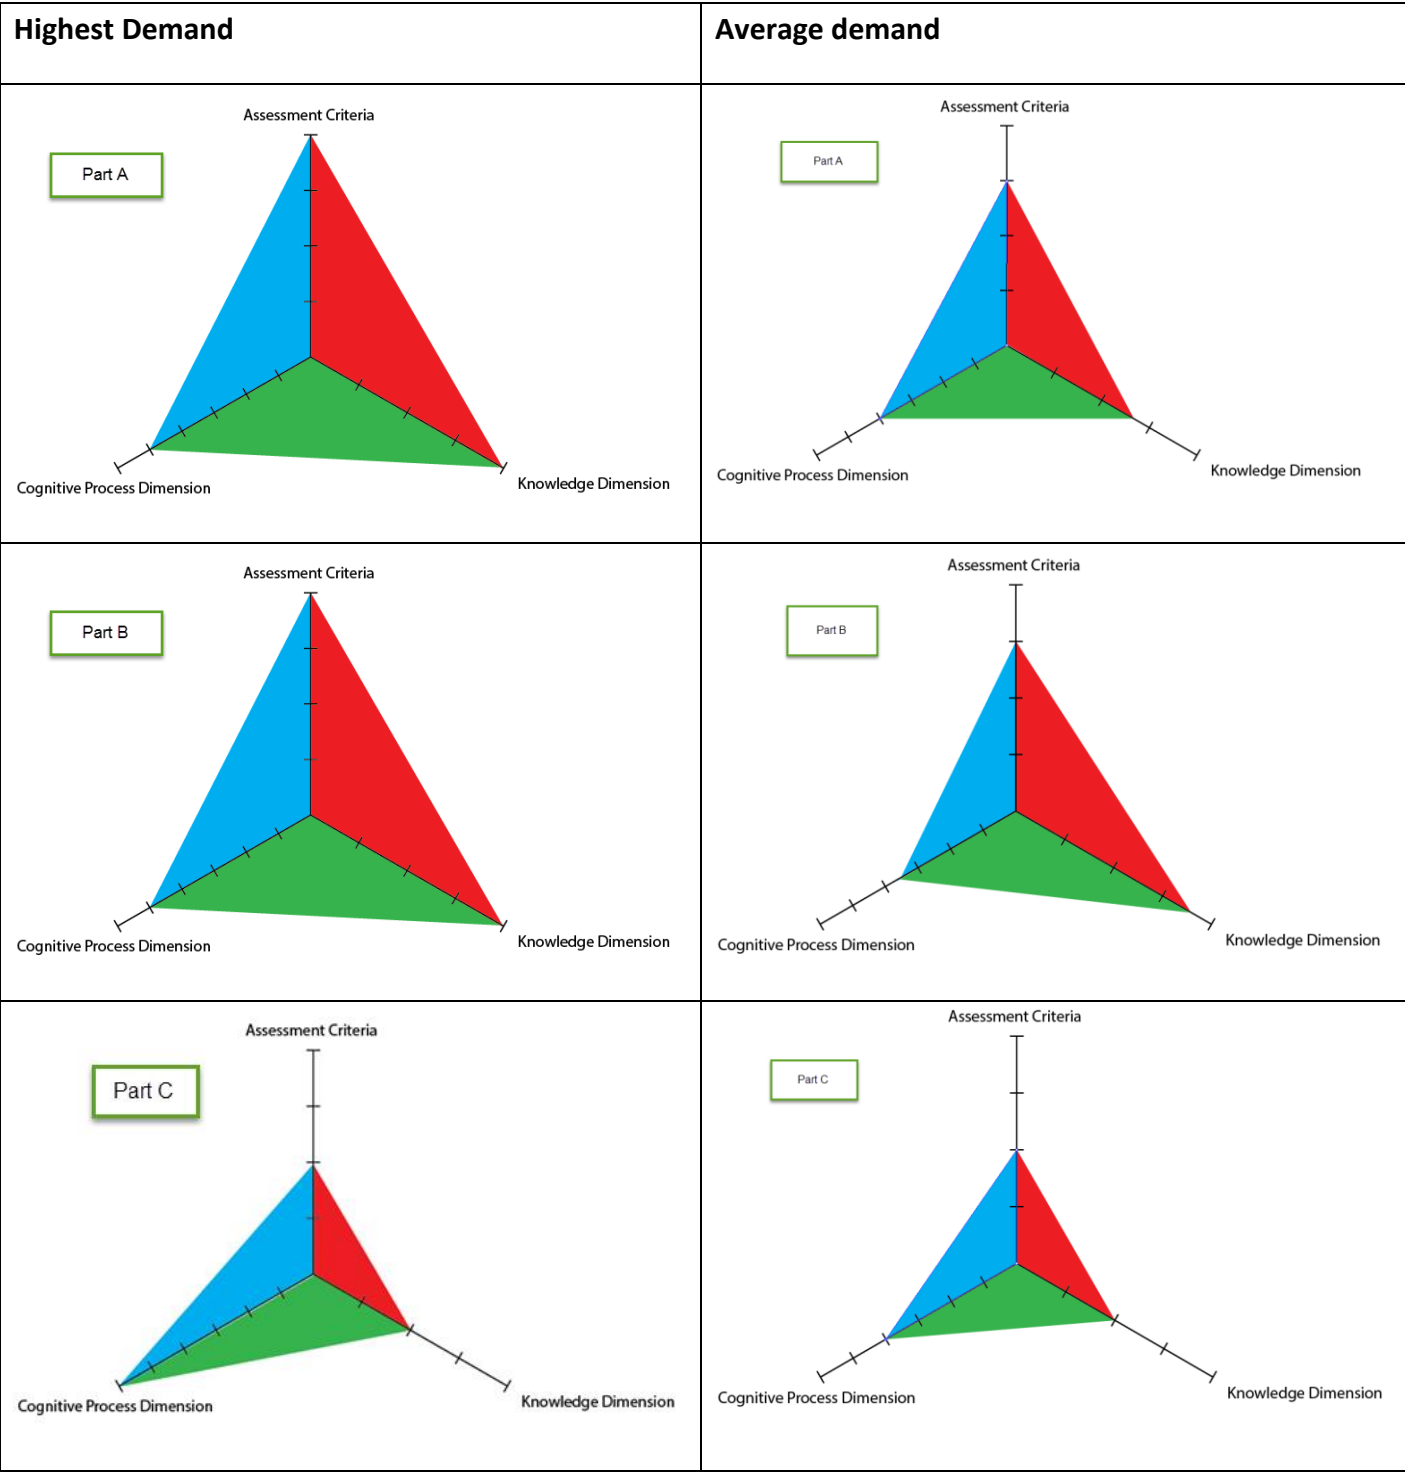 Highest Demand
Average demand
Assessment Criteria
Part A
Cognitive Process Dimension
Knowledge Dimension
Assessment Criteria
Part A
Cognitive Process Dimension
Knowledge Dimension
Assessment Criteria
Part B
Cognitive Process Dimension
Knowledge Dimension
Assessment Criteria
Part B
Cognitive Process Dimension
Knowledge Dimension
Assessment Criteria
Part C
Cognitive Process Dimension
Knowledge Dimension
Assessment Criteria
Part C
Cognitive Process Dimension
Knowledge Dimension